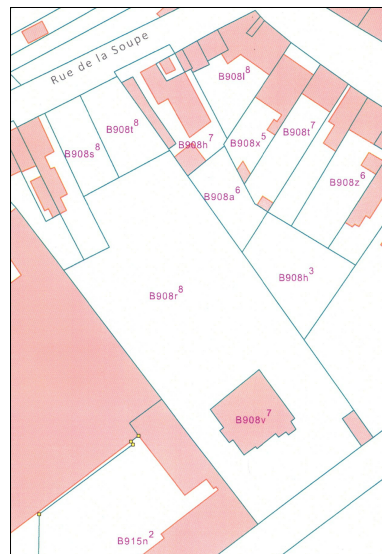 Rue de la Soupe
B908l⁸
B908t⁸
B908h⁷
B908x⁵
B908t⁷
B908s⁸
B908a⁶
B908z⁶
B908h³
B908r⁸
B908v⁷
B915n²